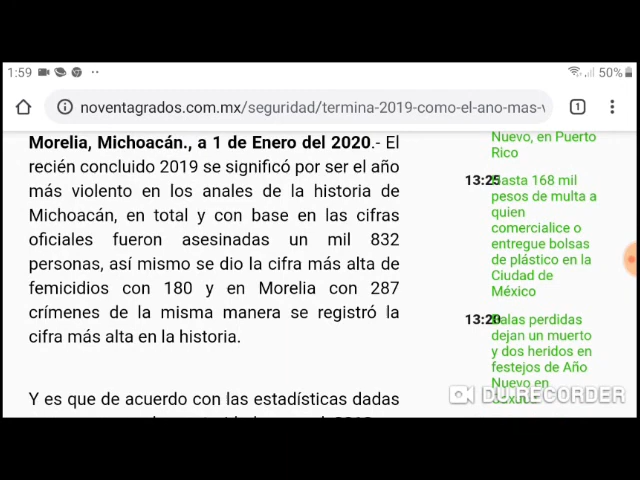 1:59
50%
noventagrados.com.mx/seguridad/termina-2019-como-el-ano-mas-v
1
Morelia, Michoacán., a 1 de Enero del 2020.- El
recién concluido 2019 se significó por ser el año
más violento en los anales de la historia de
Michoacán, en total y con base en las cifras
oficiales fueron asesinadas un mil 832
personas, así mismo se dio la cifra más alta de
femicidios con 180 y en Morelia con 287
crímenes de la misma manera se registró la
cifra más alta en la historia.
Y es que de acuerdo con las estadísticas dadas
Nuevo, en Puerto
Rico
13:25 Hasta 168 mil
pesos de multa a
quien
comercialice o
entregue bolsas
de plástico en la
Ciudad de
México
13:20 Balas perdidas
dejan un muerto
y dos heridos en
festejos de Año
Nuevo en
DU RECORDER